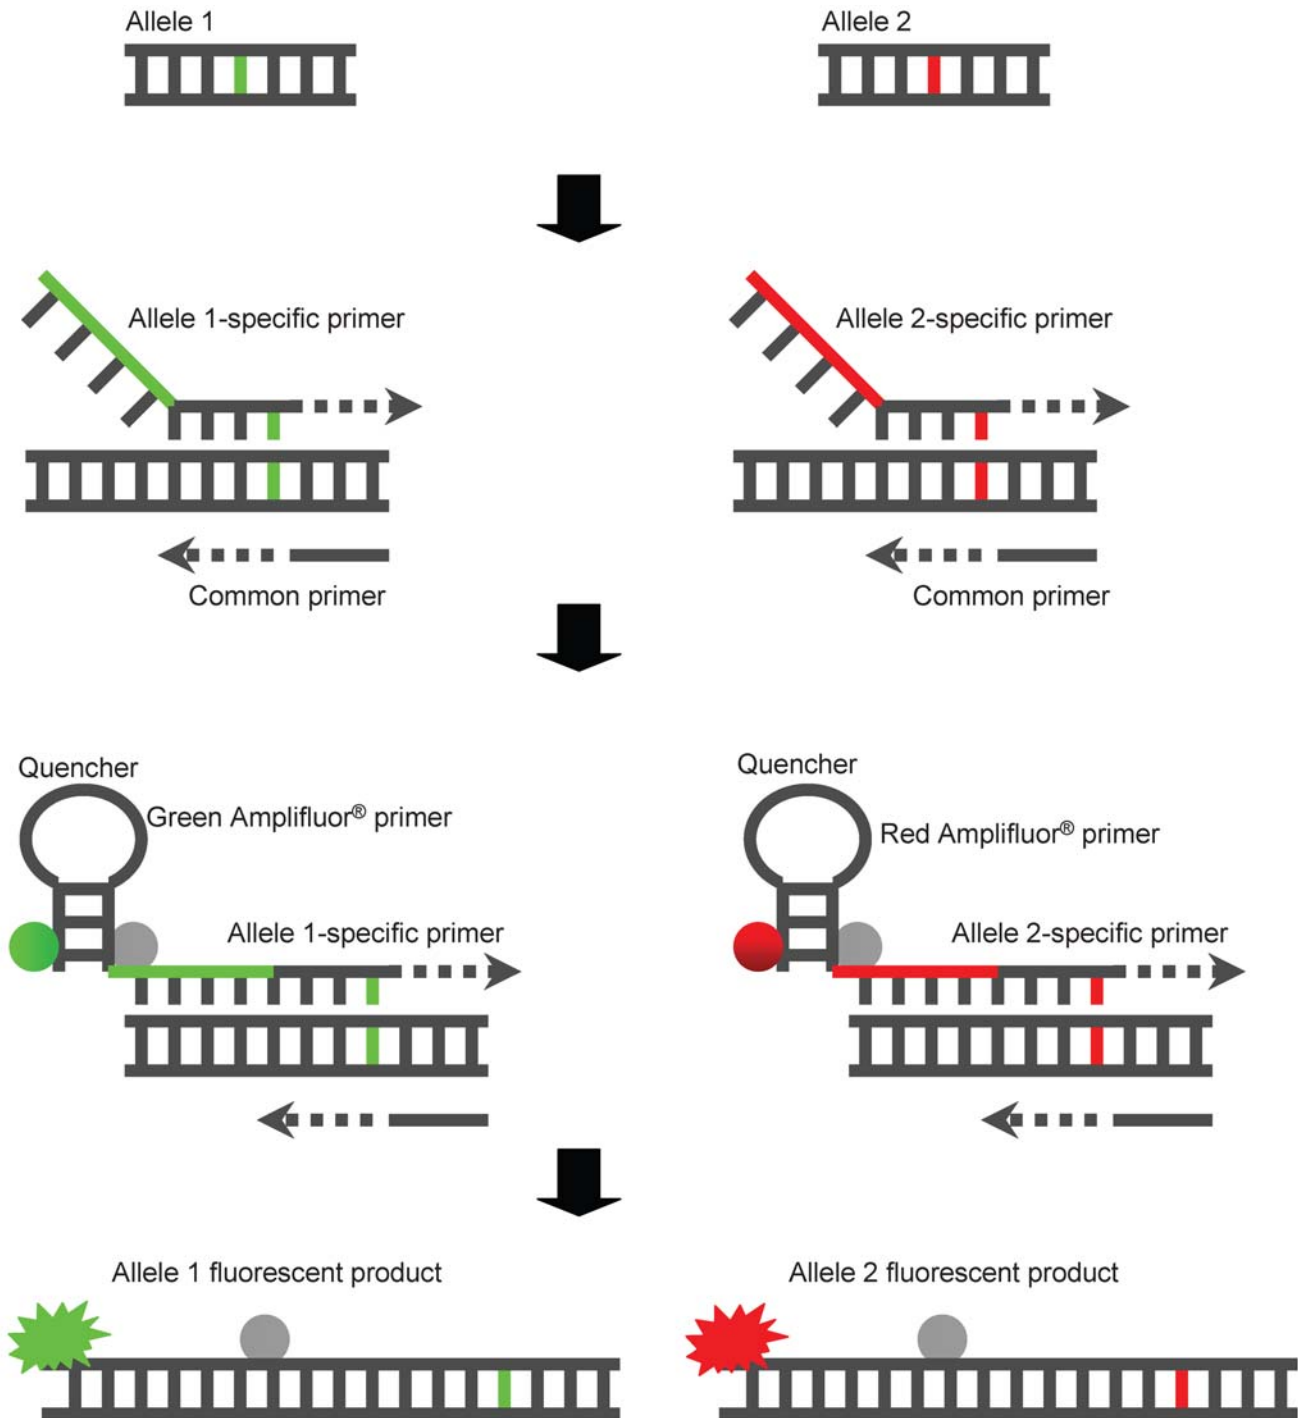 Allele 1
Allele 2
Allele 1-specific primer
Allele 2-specific primer
Common primer
Common primer
Quencher
Quencher
Green Amplifluor® primer
Red Amplifluor® primer
Allele 1-specific primer
Allele 2-specific primer
Allele 1 fluorescent product
Allele 2 fluorescent product